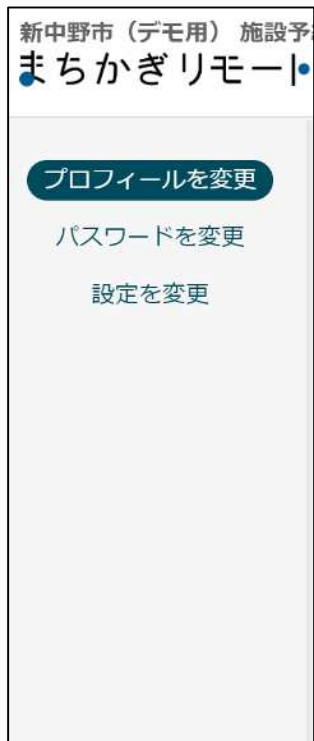 新中野市（デモ用） 施設予
まちかぎリモー
プロフィールを変更
パスワードを変更
設定を変更